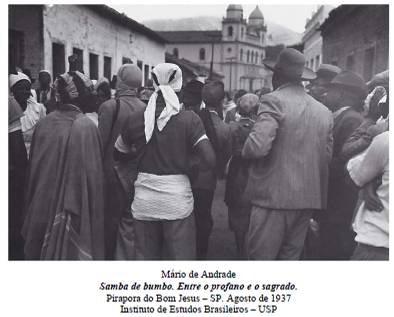 Mário de Andrade
Samba de bumbo. Entre o profano e o sagrado.
Pirapora do Bom Jesus – SP. Agosto de 1937
Instituto de Estudos Brasileiros – USP